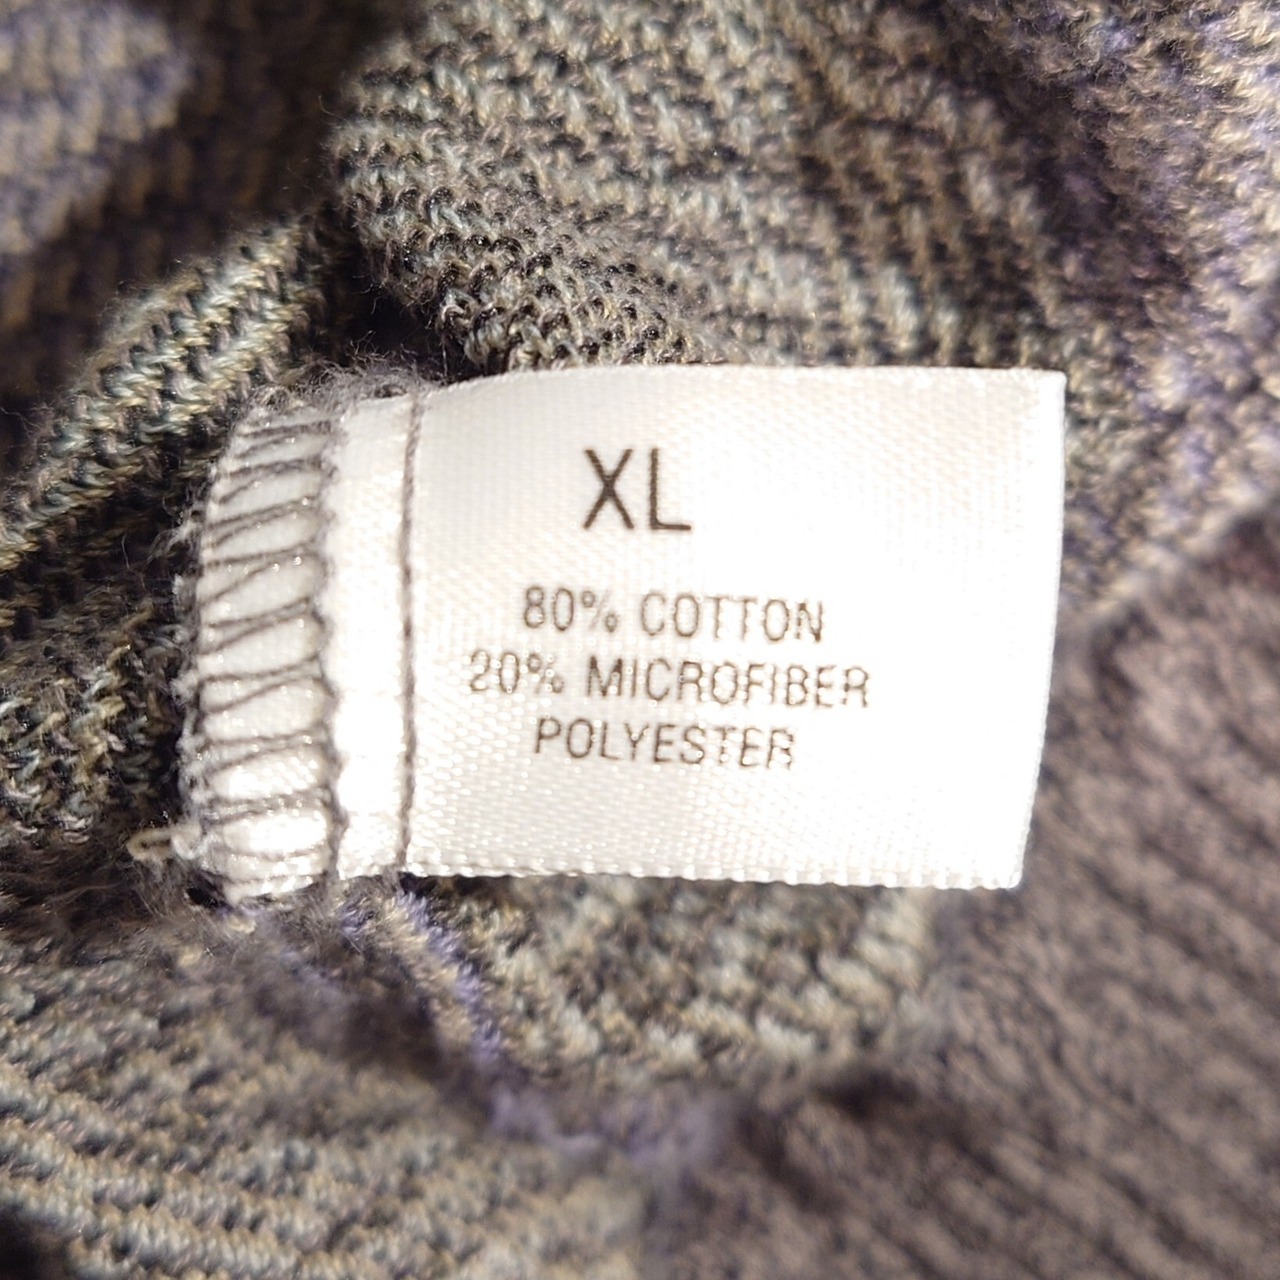 XL
80% COTTON
20% MICROFIBER
POLYESTER